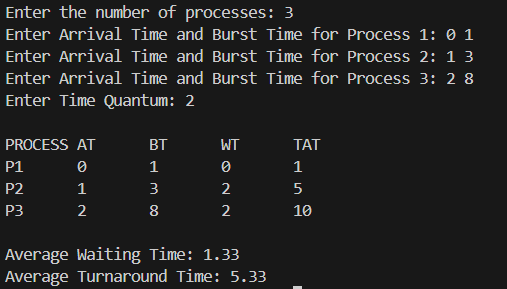 Enter the number of processes: 3
Enter Arrival Time and Burst Time for Process 1: 0 1
Enter Arrival Time and Burst Time for Process 2: 1 3
Enter Arrival Time and Burst Time for Process 3: 2 8
Enter Time Quantum: 2
PROCESS AT BT WT TAT
P1 0 1 0 1
P2 1 3 2 5
P3 2 8 2 10
Average Waiting Time: 1.33
Average Turnaround Time: 5.33